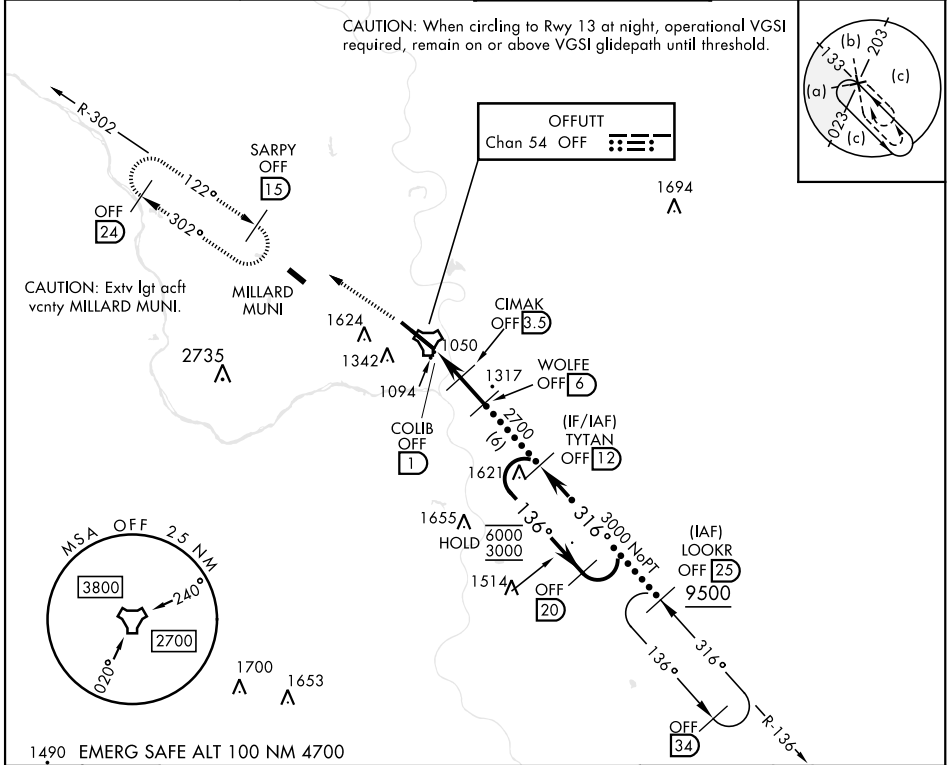 CAUTION: When circling to Rwy 13 at night, operational VGSI
required, remain on or above VGSI glidepath until threshold.
(b)
203
133
(c)
(a)
023
(c)
R-302
OFFUTT
Chan 54 OFF
SARPY
OFF
15
122°
302°
OFF
24
1694
CAUTION: Extv lgt acft
vcnty MILLARD MUNI.
MILLARD
MUNI
CIMAK
OFF 3.5
1624
1342
1050
2735
1094
1317
WOLFE
OFF 6
COLIB
OFF
1
2700
(6)
(IF/IAF)
TYTAN
OFF 12
1621
136°
316°
3000 NoPT
1655
HOLD
6000
3000
1514
OFF
20
(IAF)
LOOKR
OFF 25
9500
MSA OFF 25 NM
3800
240°
2700
020°
136°
316°
1700
1653
OFF
34
R-136
1490
EMERG SAFE ALT 100 NM 4700